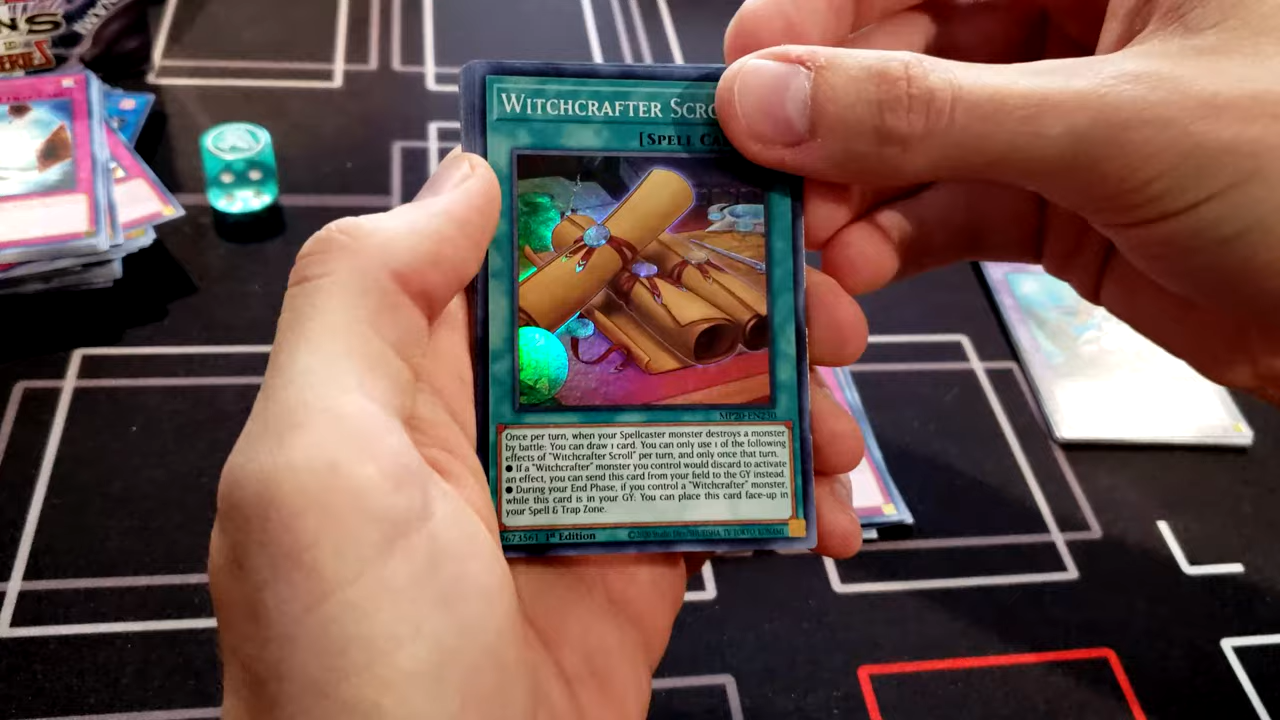 NS
SERIES
WITCHCRAFTER SCRO
[SPELL CA
MP20-EN230
Once per turn, when your Spellcaster monster destroys a monster
by battle: You can draw 1 card. You can only use 1 of the following
effects of "Witchcrafter Scroll" per turn, and only once that turn.
● If a "Witchcrafter" monster you control would discard to activate
an effect, you can send this card from your field to the GY instead.
● During your End Phase, if you control a "Witchcrafter" monster,
while this card is in your GY: You can place this card face-up in
your Spell & Trap Zone.
673561 1st Edition